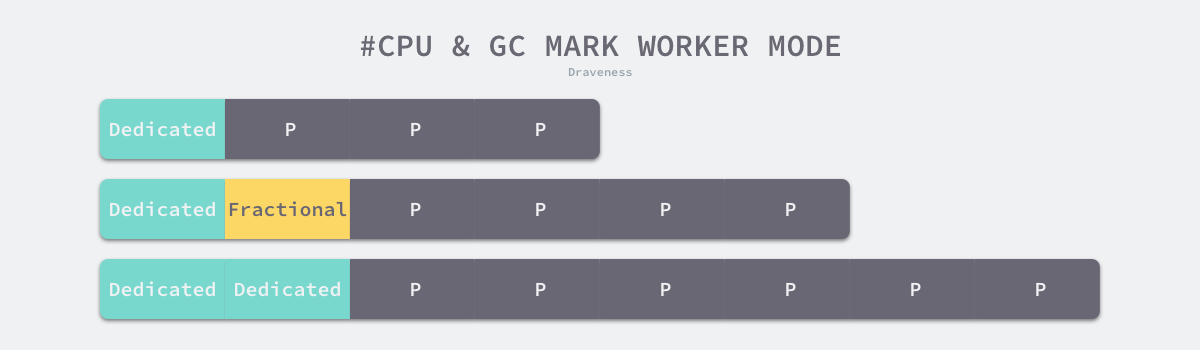 #CPU & GC MARK WORKER MODE
Draveness
Dedicated P P P
Dedicated Fractional P P P P
Dedicated Dedicated P P P P P P